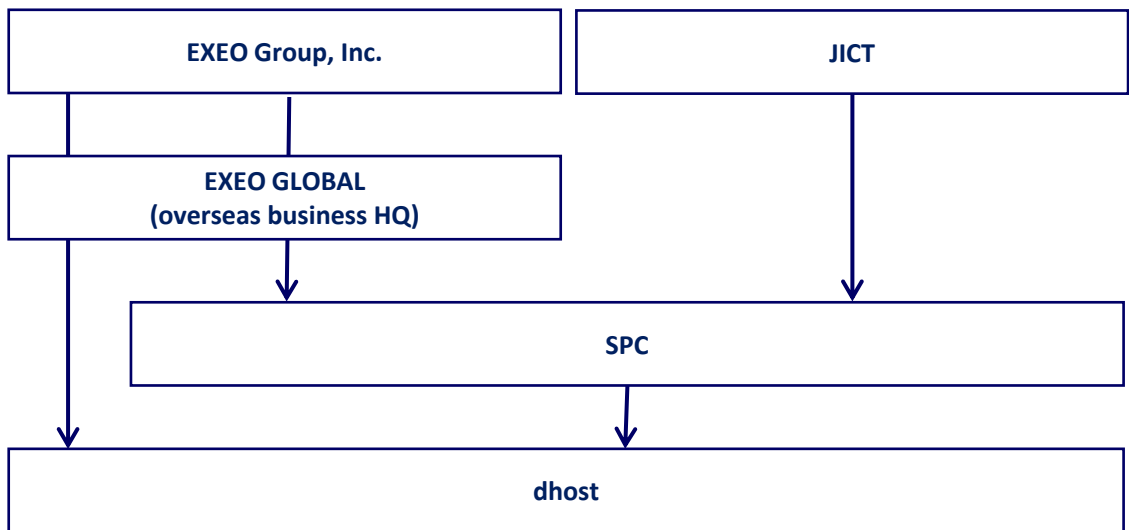 EXEO Group, Inc.
JICT
EXEO GLOBAL
(overseas business HQ)
SPC
dhost